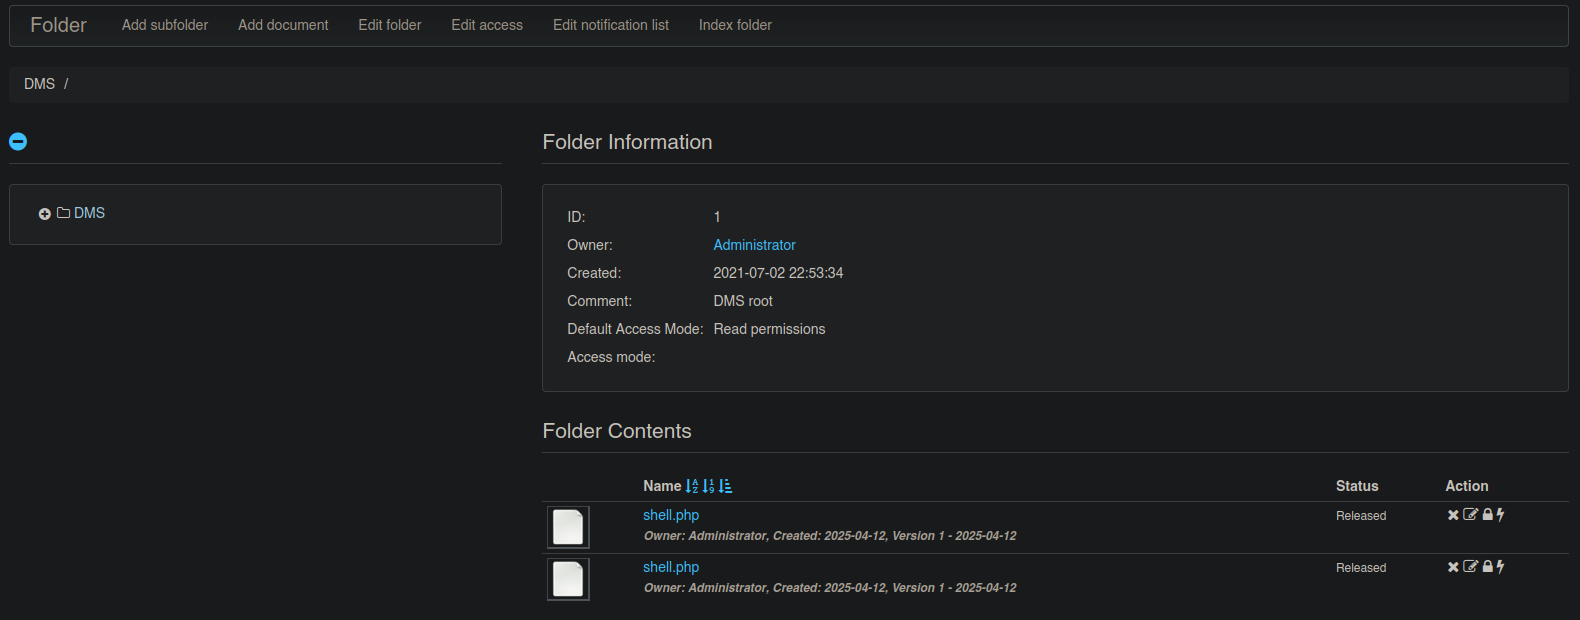 Folder Add subfolder Add document Edit folder Edit access Edit notification list Index folder
DMS /
DMS
Folder Information
ID: 1
Owner: Administrator
Created: 2021-07-02 22:53:34
Comment: DMS root
Default Access Mode: Read permissions
Access mode:
Folder Contents
Name Status Action
shell.php Released
Owner: Administrator, Created: 2025-04-12, Version 1 - 2025-04-12
shell.php Released
Owner: Administrator, Created: 2025-04-12, Version 1 - 2025-04-12